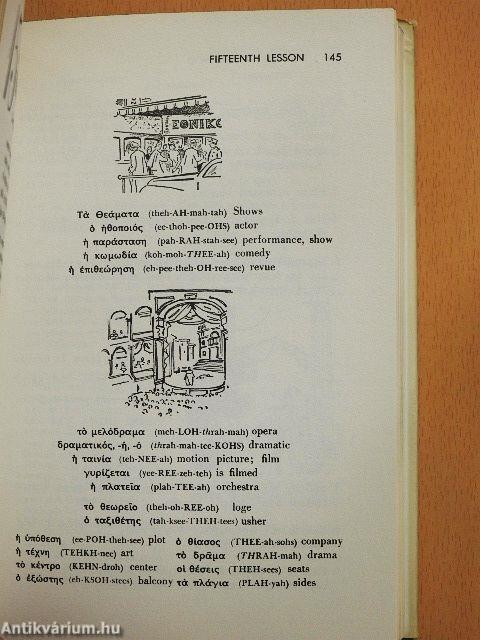 FIFTEENTH LESSON 145
ΕΘΝΙΚΟ
Τὰ Θεάματα (theh-AH-mah-tah) Shows
ὁ ἠθοποιός (ee-thoh-pee-OHS) actor
ἡ παράσταση (pah-RAH-stah-see) performance, show
ἡ κωμωδία (koh-moh-THEE-ah) comedy
ἡ ἐπιθεώρηση (eh-pee-theh-OH-ree-see) revue
τὸ μελόδραμα (meh-LOH-thrah-mah) opera
δραματικός, -ή, -ό (thrah-mah-tee-KOHS) dramatic
ἡ ταινία (teh-NEE-ah) motion picture; film
γυρίζεται (yee-REE-zeh-teh) is filmed
ἡ πλατεῖα (plah-TEE-ah) orchestra
τὸ θεωρεῖο (theh-oh-REE-oh) loge
ὁ ταξιθέτης (tah-ksee-THEH-tees) usher
ἡ ὑπόθεση (ee-POH-theh-see) plot ὁ θίασος (THEE-ah-sohs) company
ἡ τέχνη (TEHKH-nee) art τὸ δρᾶμα (THRAH-mah) drama
τὸ κέντρο (KEHN-droh) center οἱ θέσεις (THEH-sees) seats
ὁ ἐξώστης (eh-KSOH-stees) balcony τὰ πλάγια (PLAH-yah) sides
Antikvárium.hu